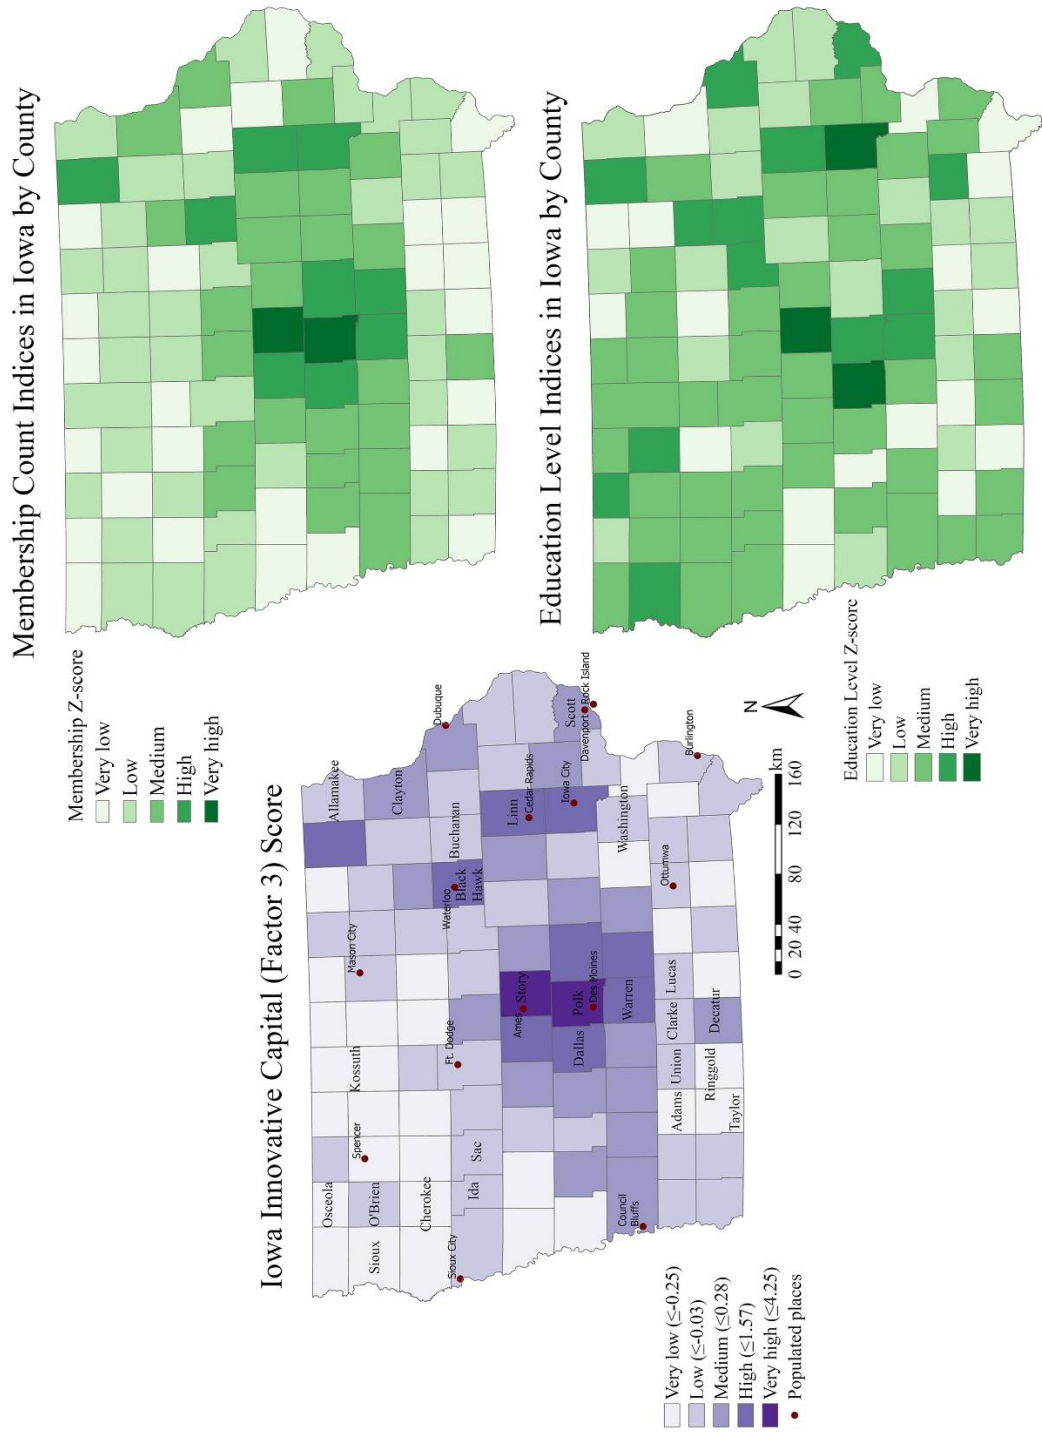 Iowa Innovative Capital (Factor 3) Score
Osceola
Kossuth
Allamakee
Sioux
O'Brien
Spencer
Mason City
Clayton
Cherokee
Dubuque
Sioux City
Ida
Sac
Ft. Dodge
Waterloo
Black
Hawk
Buchanan
Ames
Story
Linn
Cedar Rapids
Dallas
Polk
Des Moines
Iowa City
Scott
Davenport
Rock Island
Council
Bluffs
Warren
Washington
Adams
Union
Clarke
Lucas
Ottumwa
Burlington
Taylor
Ringgold
Decatur
Very low (≤-0.25)
Low (≤-0.03)
Medium (≤0.28)
High (≤1.57)
Very high (≤4.25)
Populated places
0 20 40 80 120 160
km
N
Membership Count Indices in Iowa by County
Membership Z-score
Very low
Low
Medium
High
Very high
Education Level Indices in Iowa by County
Education Level Z-score
Very low
Low
Medium
High
Very high